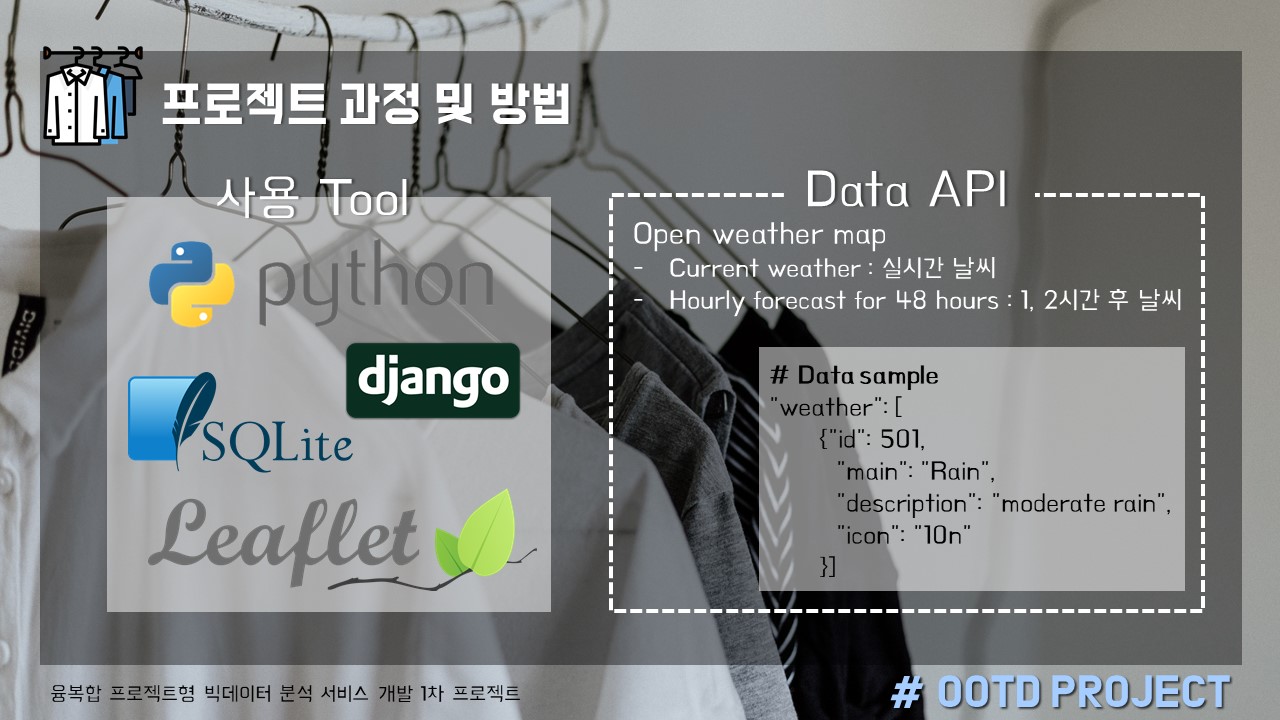 프로젝트 과정 및 방법
사용 Tool
python
django
SQLite
Leaflet
Data API
Open weather map
- Current weather : 실시간 날씨
- Hourly forecast for 48 hours : 1, 2시간 후 날씨
# Data sample
"weather": [
{"id": 501,
"main": "Rain",
"description": "moderate rain",
"icon": "10n"
}]
융복합 프로젝트형 빅데이터 분석 서비스 개발 1차 프로젝트
# OOTD PROJECT